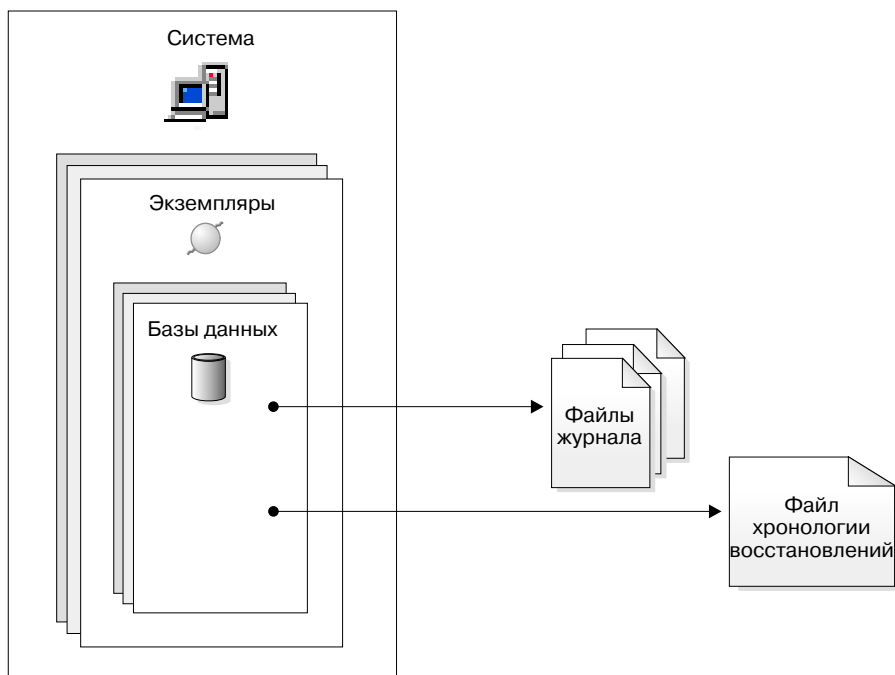 Система
Экземпляры
Базы данных
Файлы
журнала
Файл
хронологии
восстановлений